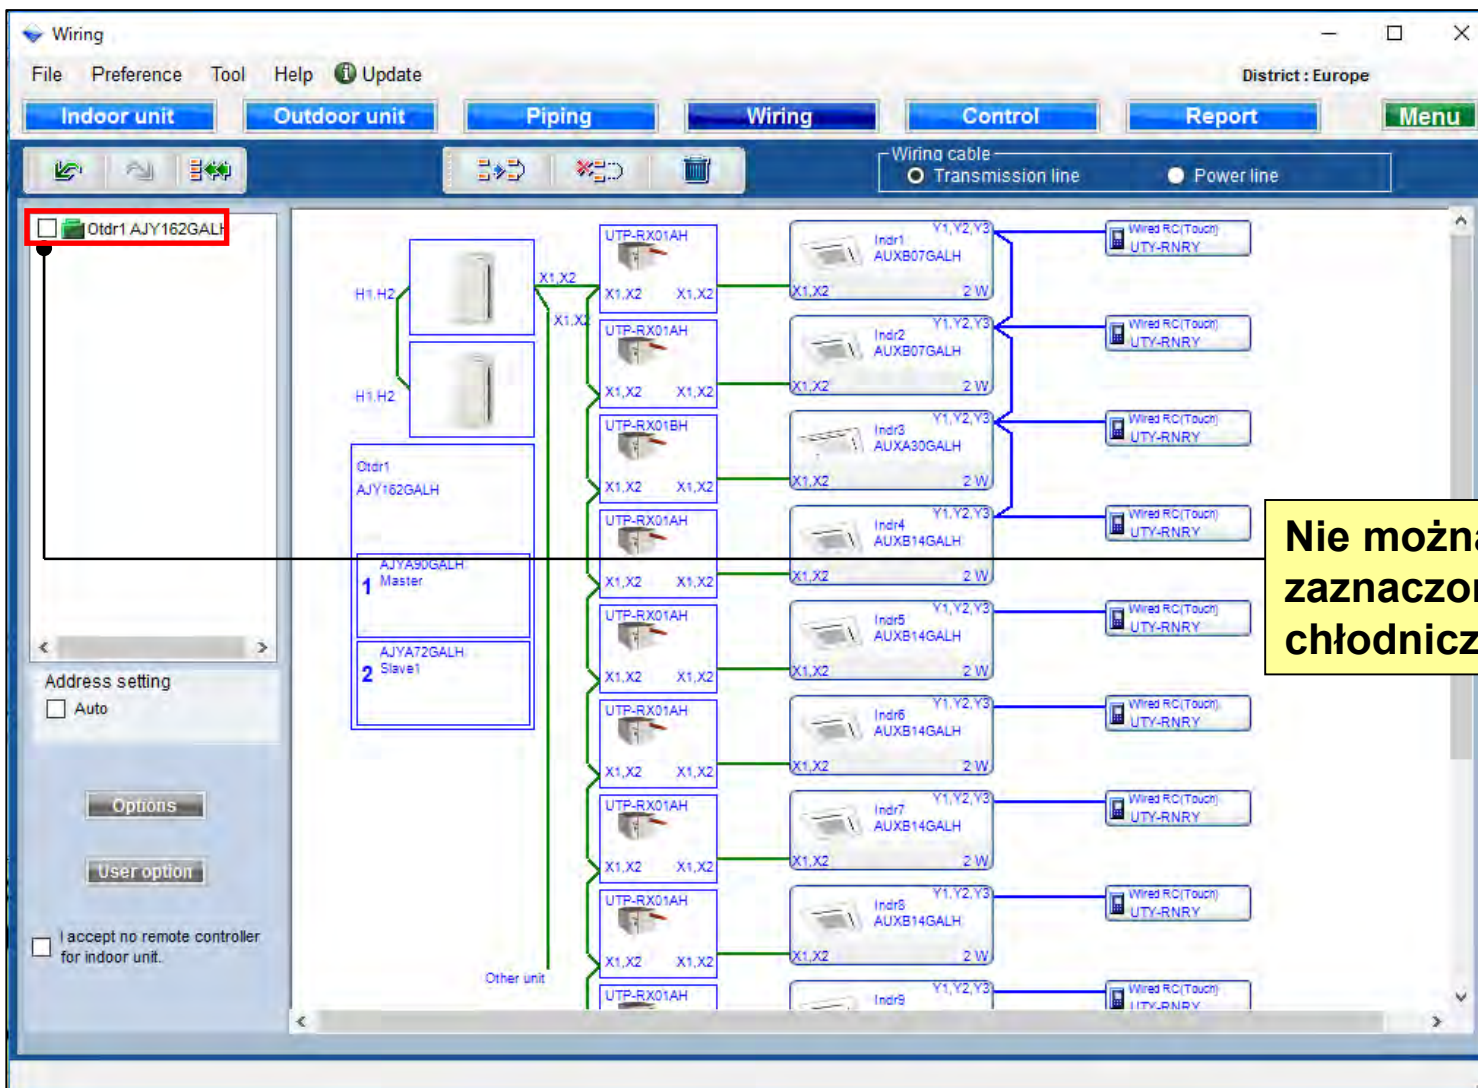 Wiring
File Preference Tool Help Update
District : Europe
Indoor unit Outdoor unit Piping Wiring Control Report Menu
Wiring cable
Transmission line Power line
Otdr1 AJY162GALH
Address setting
Auto
Options
User option
I accept no remote controller
for indoor unit.
H1.H2
X1,X2
X1,X2
H1.H2
Otdr1
AJY162GALH
AJYA90GALH
1 Master
AJYA72GALH
2 Slave1
Other unit
UTP-RX01AH
X1,X2 X1,X2
Indr1 Y1,Y2,Y3
AUXB07GALH
X1,X2 2 W
Wired RC(Touch)
UTY-RNRY
UTP-RX01AH
X1,X2 X1,X2
Indr2 Y1,Y2,Y3
AUXB07GALH
X1,X2 2 W
Wired RC(Touch)
UTY-RNRY
UTP-RX01BH
X1,X2 X1,X2
Indr3 Y1,Y2,Y3
AUXA30GALH
X1,X2 2 W
Wired RC(Touch)
UTY-RNRY
UTP-RX01AH
X1,X2 X1,X2
Indr4 Y1,Y2,Y3
AUXB14GALH
X1,X2 2 W
Wired RC(Touch)
UTY-RNRY
UTP-RX01AH
X1,X2 X1,X2
Indr5 Y1,Y2,Y3
AUXB14GALH
X1,X2 2 W
Wired RC(Touch)
UTY-RNRY
UTP-RX01AH
X1,X2 X1,X2
Indr6 Y1,Y2,Y3
AUXB14GALH
X1,X2 2 W
Wired RC(Touch)
UTY-RNRY
UTP-RX01AH
X1,X2 X1,X2
Indr7 Y1,Y2,Y3
AUXB14GALH
X1,X2 2 W
Wired RC(Touch)
UTY-RNRY
UTP-RX01AH
X1,X2 X1,X2
Indr8 Y1,Y2,Y3
AUXB14GALH
X1,X2 2 W
Wired RC(Touch)
UTY-RNRY
UTP-RX01AH
Indr9 Y1,Y2,Y3
Wired RC(Touch)
UTY-RNRY
Nie można
zaznaczon
chłodnicz